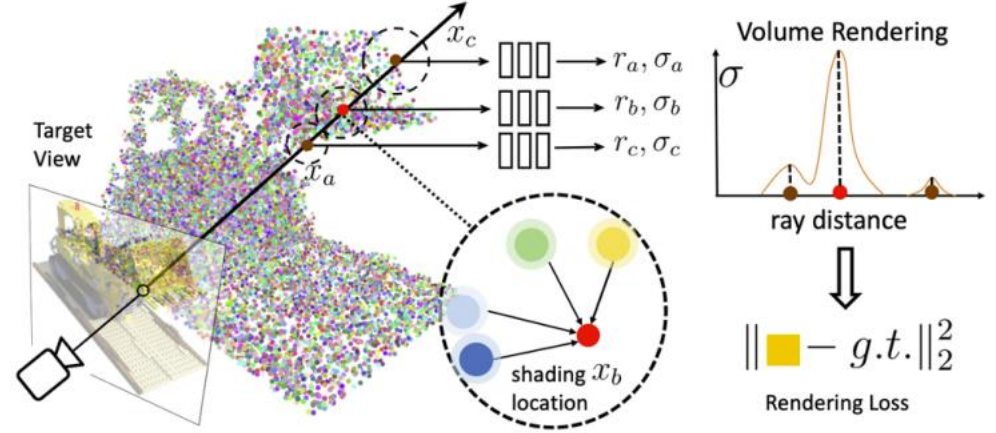 Target
View
x_c
x_a
r_a, σ_a
r_b, σ_b
r_c, σ_c
shading x_b
location
Volume Rendering
σ
ray distance
‖ − g.t.‖²₂
Rendering Loss